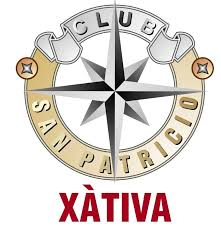 CLUB
SAN PATRICIO
XÀTIVA